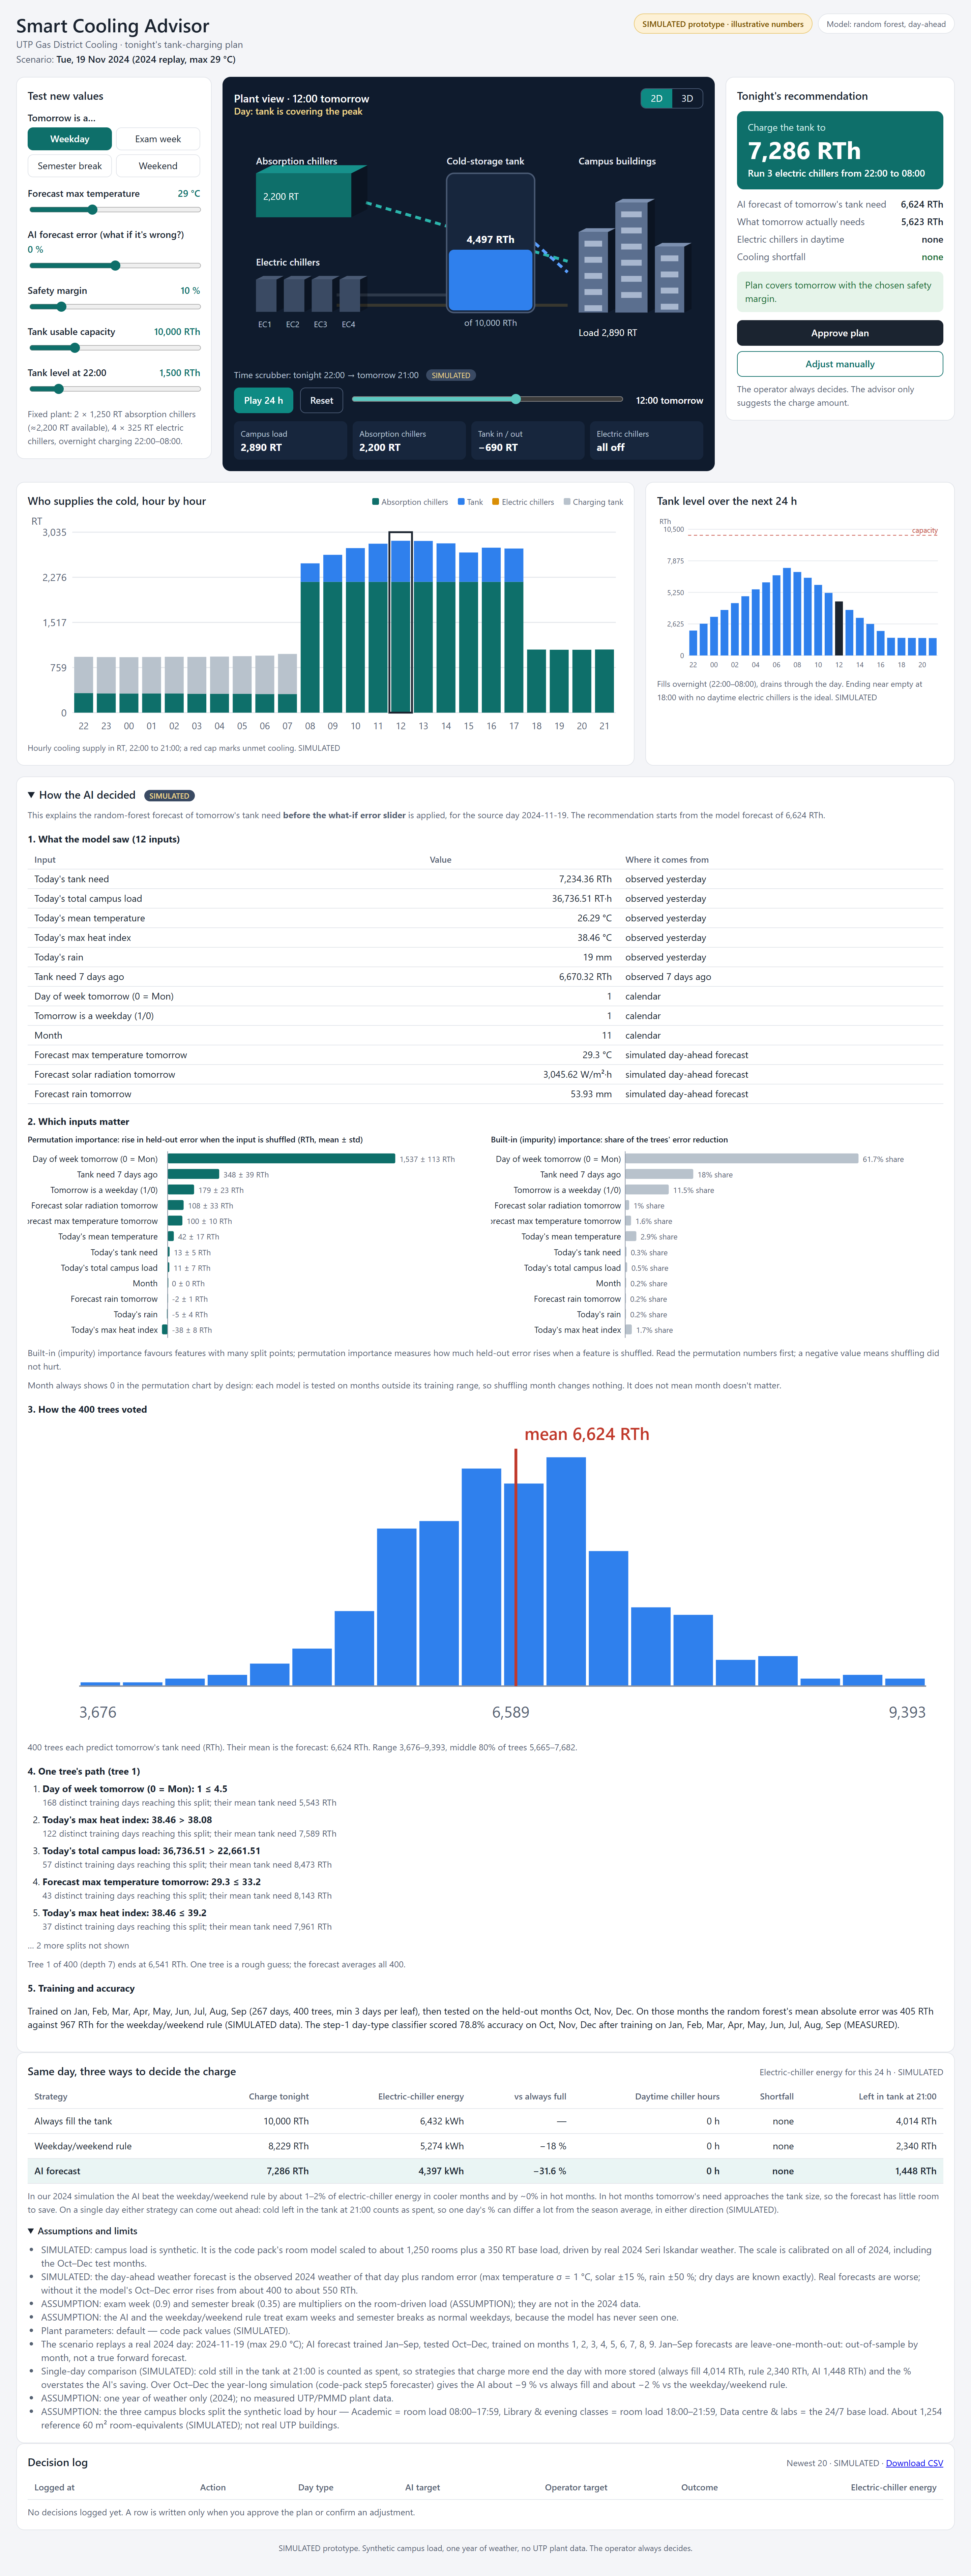 Smart Cooling Advisor
UTP Gas District Cooling · tonight's tank-charging plan
Scenario: Tue, 19 Nov 2024 (2024 replay, max 29 °C)
SIMULATED prototype · illustrative numbers
Model: random forest, day-ahead
Test new values
Tomorrow is a...
Weekday
Exam week
Semester break
Weekend
Forecast max temperature 29 °C
AI forecast error (what if it's wrong?)
0 %
Safety margin 10 %
Tank usable capacity 10,000 RTh
Tank level at 22:00 1,500 RTh
Fixed plant: 2 × 1,250 RT absorption chillers
(≈2,200 RT available), 4 × 325 RT electric
chillers, overnight charging 22:00–08:00.
Plant view · 12:00 tomorrow
Day: tank is covering the peak
2D
3D
Absorption chillers
2,200 RT
Cold-storage tank
4,497 RTh
of 10,000 RTh
Campus buildings
Load 2,890 RT
Electric chillers
EC1 EC2 EC3 EC4
Time scrubber: tonight 22:00 → tomorrow 21:00 SIMULATED
Play 24 h
Reset
12:00 tomorrow
Campus load
2,890 RT
Absorption chillers
2,200 RT
Tank in / out
−690 RT
Electric chillers
all off
Tonight's recommendation
Charge the tank to
7,286 RTh
Run 3 electric chillers from 22:00 to 08:00
AI forecast of tomorrow's tank need 6,624 RTh
What tomorrow actually needs 5,623 RTh
Electric chillers in daytime none
Cooling shortfall none
Plan covers tomorrow with the chosen safety
margin.
Approve plan
Adjust manually
The operator always decides. The advisor only
suggests the charge amount.
Who supplies the cold, hour by hour
Absorption chillers Tank Electric chillers Charging tank
RT
3,035
2,276
1,517
759
0
22 23 00 01 02 03 04 05 06 07 08 09 10 11 12 13 14 15 16 17 18 19 20 21
Hourly cooling supply in RT, 22:00 to 21:00; a red cap marks unmet cooling. SIMULATED
Tank level over the next 24 h
RTh
10,500
capacity
7,875
5,250
2,625
0
22 00 02 04 06 08 10 12 14 16 18 20
Fills overnight (22:00–08:00), drains through the day. Ending near empty at
18:00 with no daytime electric chillers is the ideal. SIMULATED
▼ How the AI decided SIMULATED
This explains the random-forest forecast of tomorrow's tank need before the what-if error slider is applied, for the source day 2024-11-19. The recommendation starts from the model forecast of 6,624 RTh.
1. What the model saw (12 inputs)
Input Value Where it comes from
Today's tank need 7,234.36 RTh observed yesterday
Today's total campus load 36,736.51 RT·h observed yesterday
Today's mean temperature 26.29 °C observed yesterday
Today's max heat index 38.46 °C observed yesterday
Today's rain 19 mm observed yesterday
Tank need 7 days ago 6,670.32 RTh observed 7 days ago
Day of week tomorrow (0 = Mon) 1 calendar
Tomorrow is a weekday (1/0) 1 calendar
Month 11 calendar
Forecast max temperature tomorrow 29.3 °C simulated day-ahead forecast
Forecast solar radiation tomorrow 3,045.62 W/m²·h simulated day-ahead forecast
Forecast rain tomorrow 53.93 mm simulated day-ahead forecast
2. Which inputs matter
Permutation importance: rise in held-out error when the input is shuffled (RTh, mean ± std)
Day of week tomorrow (0 = Mon) 1,537 ± 113 RTh
Tank need 7 days ago 348 ± 39 RTh
Tomorrow is a weekday (1/0) 179 ± 23 RTh
Forecast solar radiation tomorrow 108 ± 33 RTh
recast max temperature tomorrow 100 ± 10 RTh
Today's mean temperature 42 ± 17 RTh
Today's tank need 13 ± 5 RTh
Today's total campus load 11 ± 7 RTh
Month 0 ± 0 RTh
Forecast rain tomorrow -2 ± 1 RTh
Today's rain -5 ± 4 RTh
Today's max heat index -38 ± 8 RTh
Built-in (impurity) importance: share of the trees' error reduction
Day of week tomorrow (0 = Mon) 61.7% share
Tank need 7 days ago 18% share
Tomorrow is a weekday (1/0) 11.5% share
Forecast solar radiation tomorrow 1% share
recast max temperature tomorrow 1.6% share
Today's mean temperature 2.9% share
Today's tank need 0.3% share
Today's total campus load 0.5% share
Month 0.2% share
Forecast rain tomorrow 0.2% share
Today's rain 0.2% share
Today's max heat index 1.7% share
Built-in (impurity) importance favours features with many split points; permutation importance measures how much held-out error rises when a feature is shuffled. Read the permutation numbers first; a negative value means shuffling did
not hurt.
Month always shows 0 in the permutation chart by design: each model is tested on months outside its training range, so shuffling month changes nothing. It does not mean month doesn't matter.
3. How the 400 trees voted
mean 6,624 RTh
3,676 6,589 9,393
400 trees each predict tomorrow's tank need (RTh). Their mean is the forecast: 6,624 RTh. Range 3,676–9,393, middle 80% of trees 5,665–7,682.
4. One tree's path (tree 1)
1. Day of week tomorrow (0 = Mon): 1 ≤ 4.5
168 distinct training days reaching this split; their mean tank need 5,543 RTh
2. Today's max heat index: 38.46 > 38.08
122 distinct training days reaching this split; their mean tank need 7,589 RTh
3. Today's total campus load: 36,736.51 > 22,661.51
57 distinct training days reaching this split; their mean tank need 8,473 RTh
4. Forecast max temperature tomorrow: 29.3 ≤ 33.2
43 distinct training days reaching this split; their mean tank need 8,143 RTh
5. Today's max heat index: 38.46 ≤ 39.2
37 distinct training days reaching this split; their mean tank need 7,961 RTh
... 2 more splits not shown
Tree 1 of 400 (depth 7) ends at 6,541 RTh. One tree is a rough guess; the forecast averages all 400.
5. Training and accuracy
Trained on Jan, Feb, Mar, Apr, May, Jun, Jul, Aug, Sep (267 days, 400 trees, min 3 days per leaf), then tested on the held-out months Oct, Nov, Dec. On those months the random forest's mean absolute error was 405 RTh
against 967 RTh for the weekday/weekend rule (SIMULATED data). The step-1 day-type classifier scored 78.8% accuracy on Oct, Nov, Dec after training on Jan, Feb, Mar, Apr, May, Jun, Jul, Aug, Sep (MEASURED).
Same day, three ways to decide the charge
Electric-chiller energy for this 24 h · SIMULATED
Strategy Charge tonight Electric-chiller energy vs always full Daytime chiller hours Shortfall Left in tank at 21:00
Always fill the tank 10,000 RTh 6,432 kWh — 0 h none 4,014 RTh
Weekday/weekend rule 8,229 RTh 5,274 kWh −18 % 0 h none 2,340 RTh
AI forecast 7,286 RTh 4,397 kWh −31.6 % 0 h none 1,448 RTh
In our 2024 simulation the AI beat the weekday/weekend rule by about 1–2% of electric-chiller energy in cooler months and by ~0% in hot months. In hot months tomorrow's need approaches the tank size, so the forecast has little room
to save. On a single day either strategy can come out ahead: cold left in the tank at 21:00 counts as spent, so one day's % can differ a lot from the season average, in either direction (SIMULATED).
▼ Assumptions and limits
• SIMULATED: campus load is synthetic. It is the code pack's room model scaled to about 1,250 rooms plus a 350 RT base load, driven by real 2024 Seri Iskandar weather. The scale is calibrated on all of 2024, including
the Oct–Dec test months.
• SIMULATED: the day-ahead weather forecast is the observed 2024 weather of that day plus random error (max temperature σ = 1 °C, solar ±15 %, rain ±50 %; dry days are known exactly). Real forecasts are worse;
without it the model's Oct–Dec error rises from about 400 to about 550 RTh.
• ASSUMPTION: exam week (0.9) and semester break (0.35) are multipliers on the room-driven load (ASSUMPTION); they are not in the 2024 data.
• ASSUMPTION: the AI and the weekday/weekend rule treat exam weeks and semester breaks as normal weekdays, because the model has never seen one.
• Plant parameters: default — code pack values (SIMULATED).
• The scenario replays a real 2024 day: 2024-11-19 (max 29.0 °C); AI forecast trained Jan–Sep, tested Oct–Dec, trained on months 1, 2, 3, 4, 5, 6, 7, 8, 9. Jan–Sep forecasts are leave-one-month-out: out-of-sample by
month, not a true forward forecast.
• Single-day comparison (SIMULATED): cold still in the tank at 21:00 is counted as spent, so strategies that charge more end the day with more stored (always fill 4,014 RTh, rule 2,340 RTh, AI 1,448 RTh) and the %
overstates the AI's saving. Over Oct–Dec the year-long simulation (code-pack step5 forecaster) gives the AI about −9 % vs always fill and about −2 % vs the weekday/weekend rule.
• ASSUMPTION: one year of weather only (2024); no measured UTP/PMMD plant data.
• ASSUMPTION: the three campus blocks split the synthetic load by hour — Academic = room load 08:00–17:59, Library & evening classes = room load 18:00–21:59, Data centre & labs = the 24/7 base load. About 1,254
reference 60 m² room-equivalents (SIMULATED); not real UTP buildings.
Decision log
Newest 20 · SIMULATED · Download CSV
Logged at Action Day type AI target Operator target Outcome Electric-chiller energy
No decisions logged yet. A row is written only when you approve the plan or confirm an adjustment.
SIMULATED prototype. Synthetic campus load, one year of weather, no UTP plant data. The operator always decides.